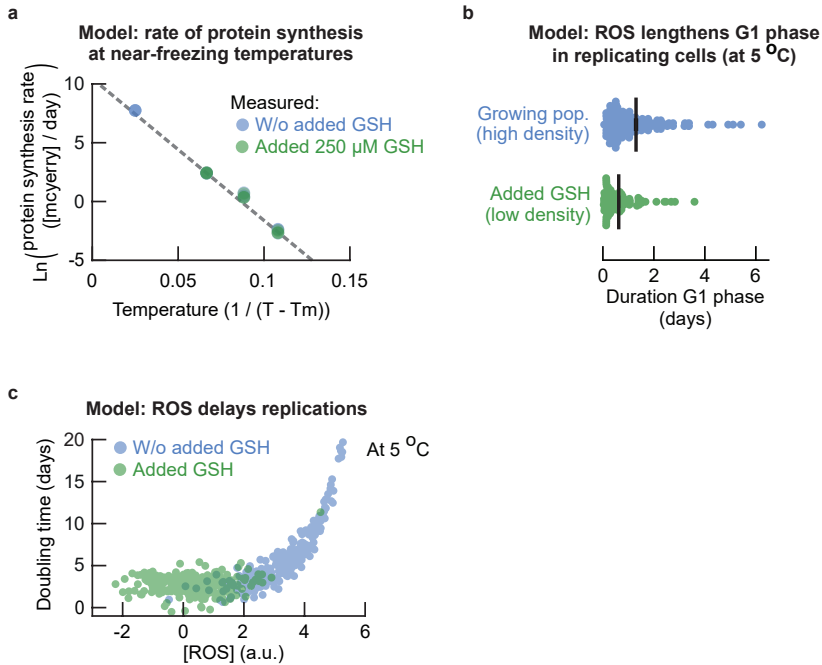 a
Model: rate of protein synthesis
at near-freezing temperatures
Ln(protein synthesis rate)
([mcyerry] / day)
10
5
0
-5
Measured:
W/o added GSH
Added 250 µM GSH
0
0.05
0.1
0.15
Temperature (1 / (T - Tm))
b
Model: ROS lengthens G1 phase
in replicating cells (at 5 ºC)
Growing pop.
(high density)
Added GSH
(low density)
0
2
4
6
Duration G1 phase
(days)
c
Model: ROS delays replications
Doubling time (days)
20
15
10
5
0
W/o added GSH
Added GSH
At 5 ºC
-2
0
2
4
6
[ROS] (a.u.)